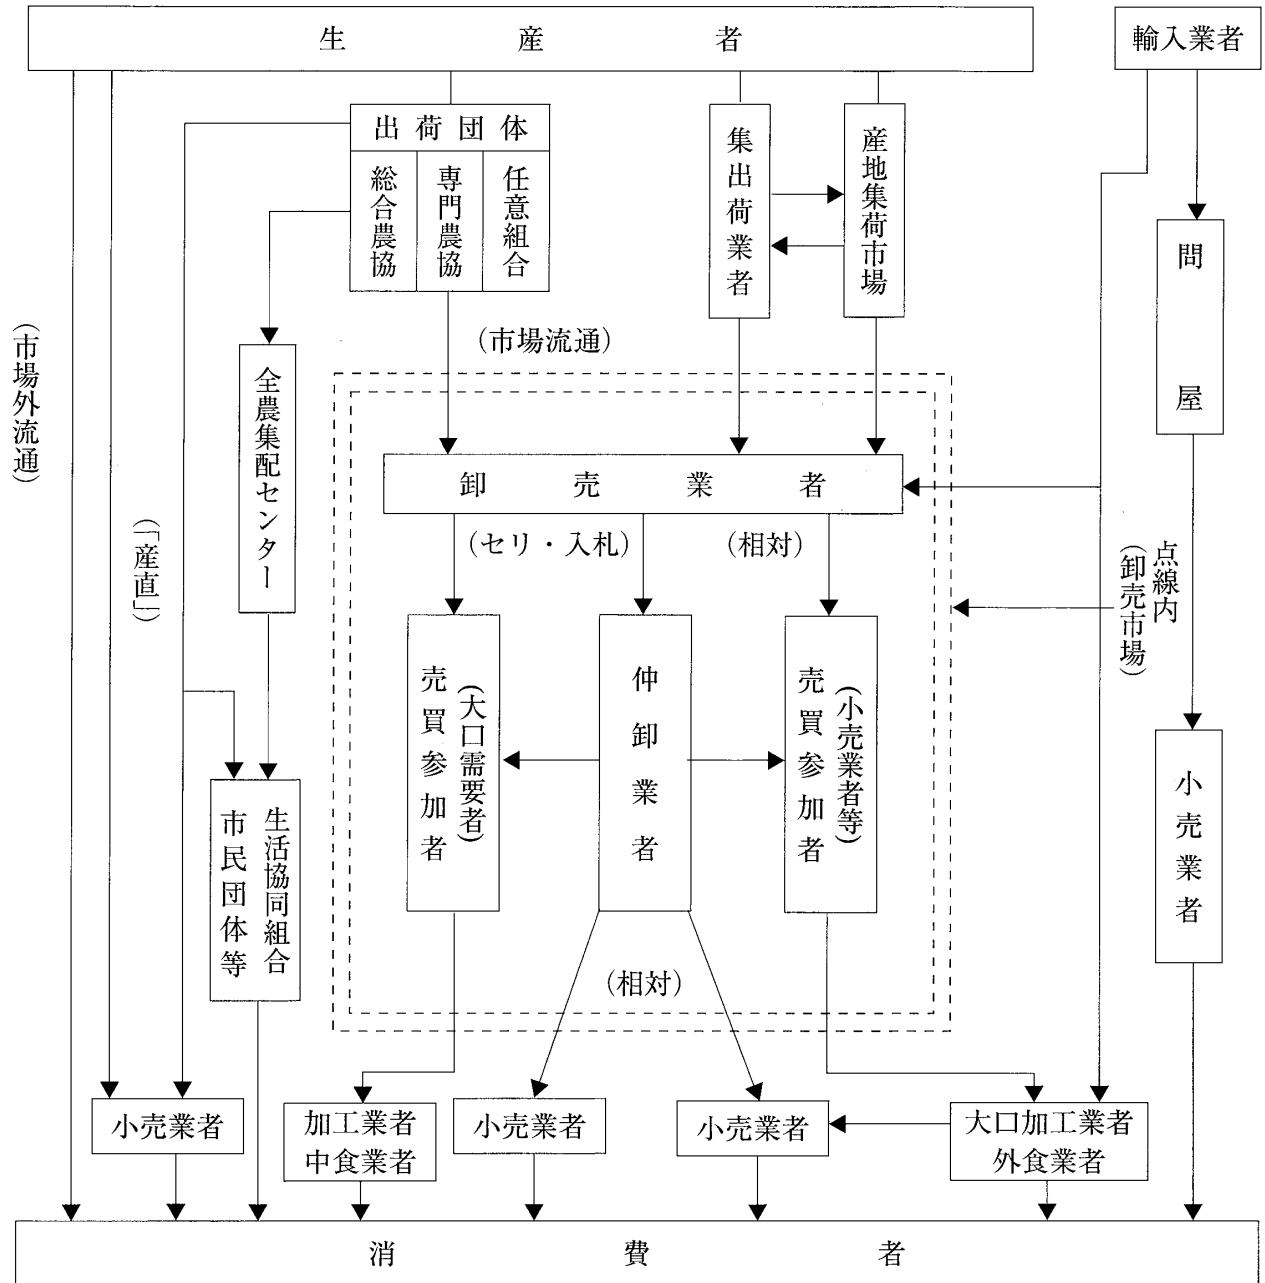 生産者
輸入業者
出荷団体
総合農協
専門農協
任意組合
集出荷業者
産地集荷市場
問屋
(市場流通)
(市場外流通)
全農集配センター
卸売業者
(セリ・入札)
(相対)
(「産直」)
点線内
(卸売市場)
売買参加者
(大口需要者)
仲卸業者
売買参加者
(小売業者等)
小売業者
生活協同組合
市民団体等
(相対)
小売業者
加工業者
中食業者
小売業者
小売業者
大口加工業者
外食業者
消費者